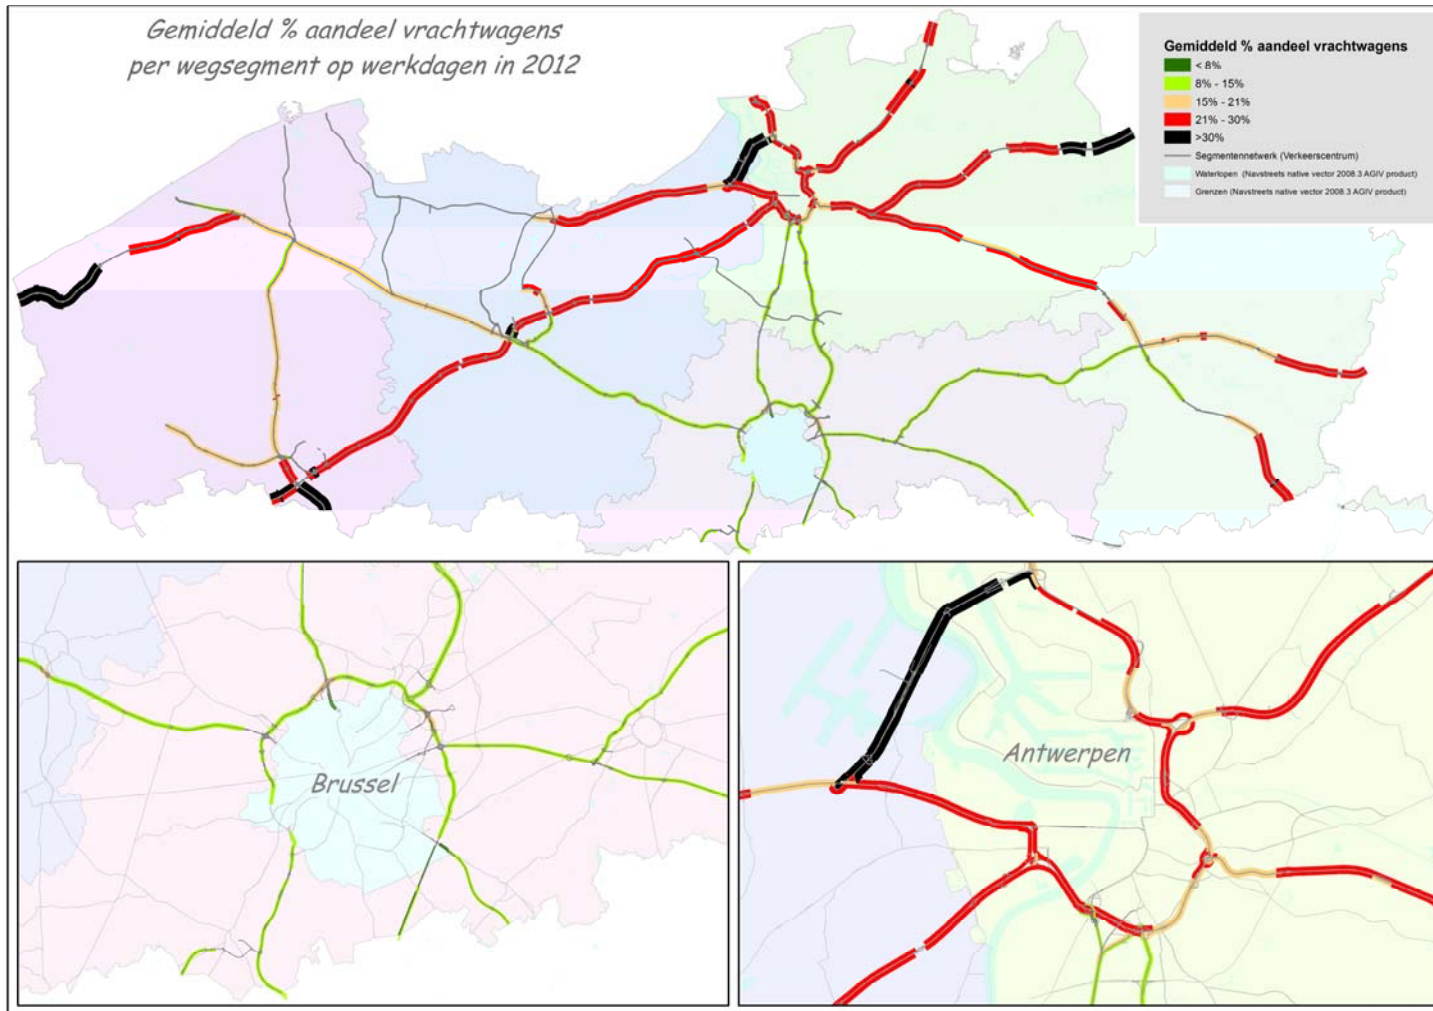 Gemiddeld % aandeel vrachtwagens
per wegsegment op werkdagen in 2012
Gemiddeld % aandeel vrachtwagens
< 8%
8% - 15%
15% - 21%
21% - 30%
>30%
Segmentennetwerk (Verkeerscentrum)
Waterlopen (Navstreets native vector 2008.3 AGIV product)
Grenzen (Navstreets native vector 2008.3 AGIV product)
Brussel
Antwerpen